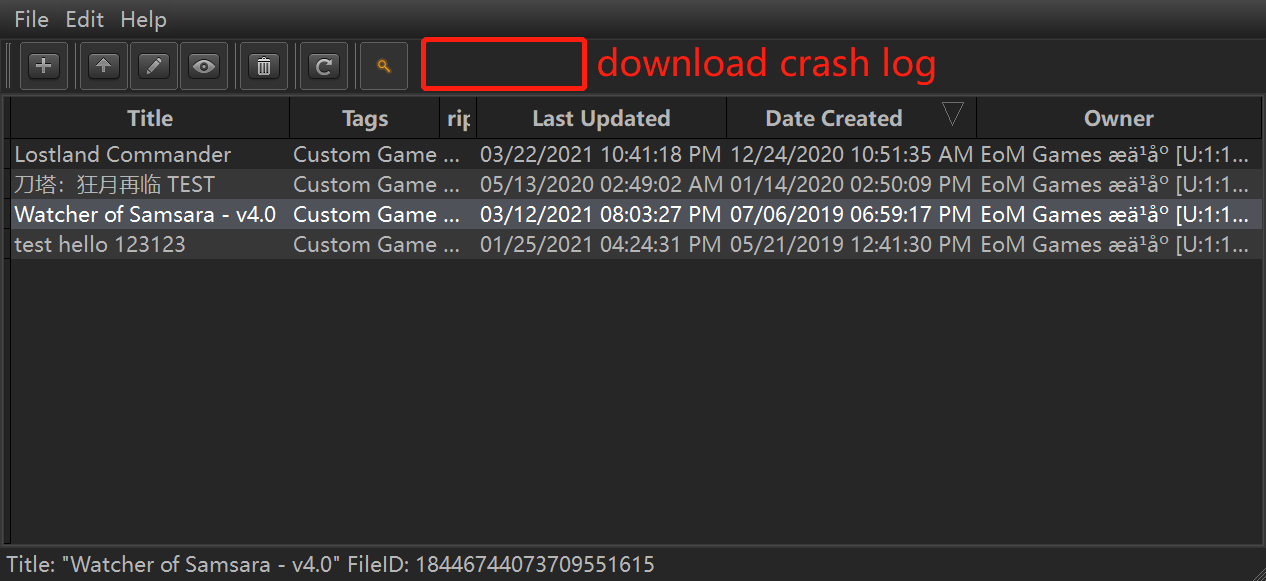 File Edit Help
download crash log
Title Tags rip Last Updated Date Created Owner
Lostland Commander Custom Game ... 03/22/2021 10:41:18 PM 12/24/2020 10:51:35 AM EoM Games æä¹åº [U:1:1...
刀塔：狂月再临 TEST Custom Game ... 05/13/2020 02:49:02 AM 01/14/2020 02:50:09 PM EoM Games æä¹åº [U:1:1...
Watcher of Samsara - v4.0 Custom Game ... 03/12/2021 08:03:27 PM 07/06/2019 06:59:17 PM EoM Games æä¹åº [U:1:1...
test hello 123123 Custom Game ... 01/25/2021 04:24:31 PM 05/21/2019 12:41:30 PM EoM Games æä¹åº [U:1:1...
Title: "Watcher of Samsara - v4.0" FileID: 18446744073709551615